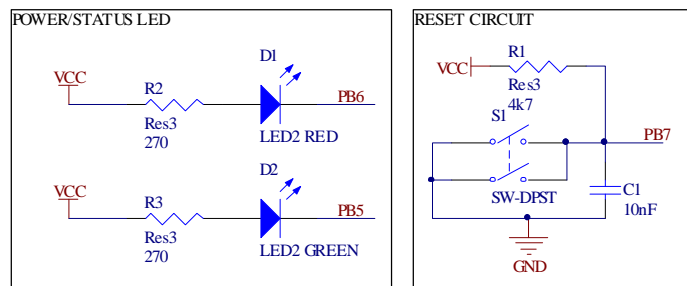 POWER/STATUS LED
D1
VCC
R2
PB6
Res3
270
LED2 RED
D2
VCC
R3
PB5
Res3
270
LED2 GREEN
RESET CIRCUIT
R1
VCC
Res3
4k7
S1
PB7
SW-DPST
C1
10nF
GND